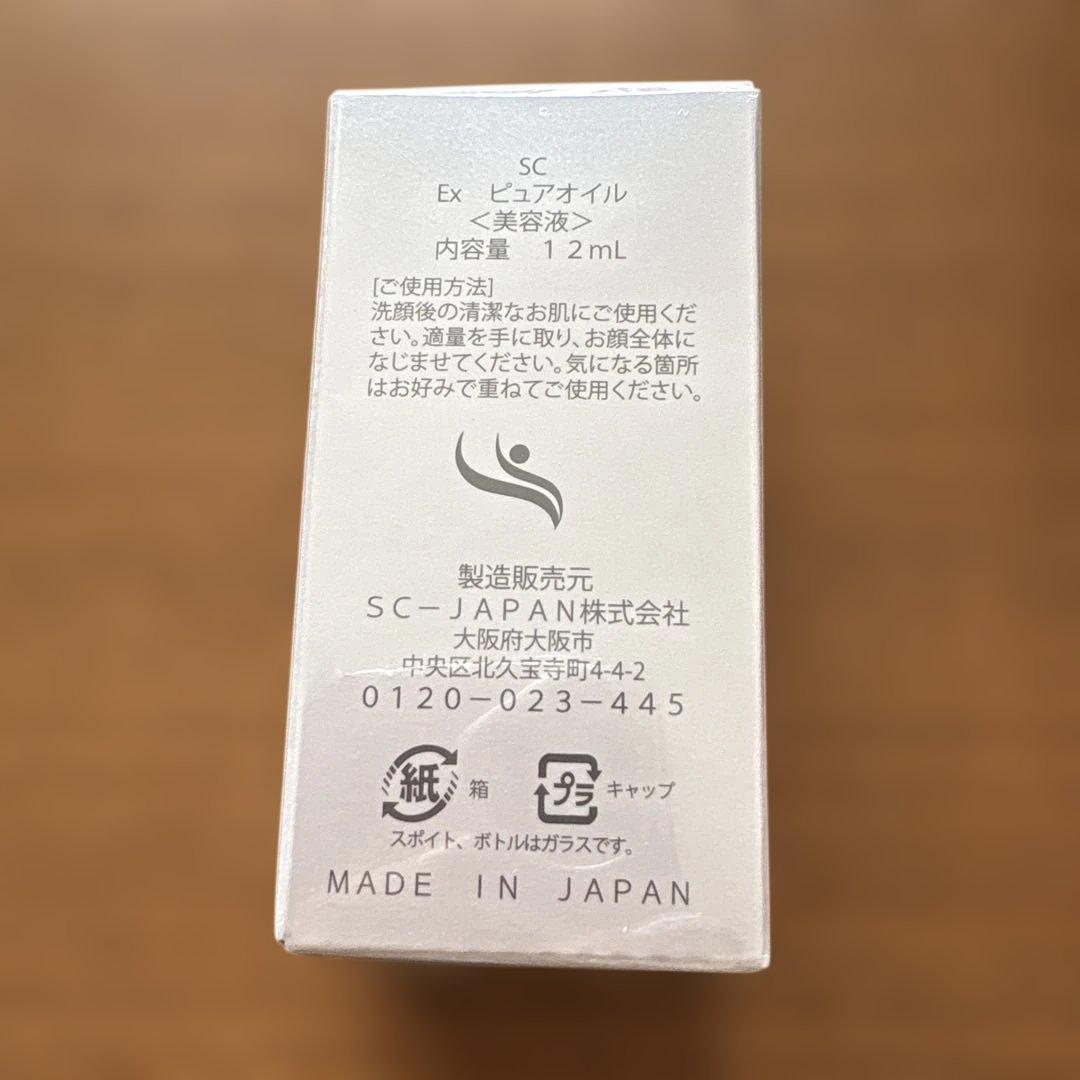 SC
Ex　ピュアオイル
＜美容液＞
内容量　１２mL
[ご使用方法]
洗顔後の清潔なお肌にご使用くだ
さい。適量を手に取り、お顔全体に
なじませてください。気になる箇所
はお好みで重ねてご使用ください。
製造販売元
ＳＣ－ＪＡＰＡＮ株式会社
大阪府大阪市
中央区北久宝寺町4-4-2
０１２０－０２３－４４５
紙 箱 プラ キャップ
スポイト、ボトルはガラスです。
ＭＡＤＥ　ＩＮ　ＪＡＰＡＮ